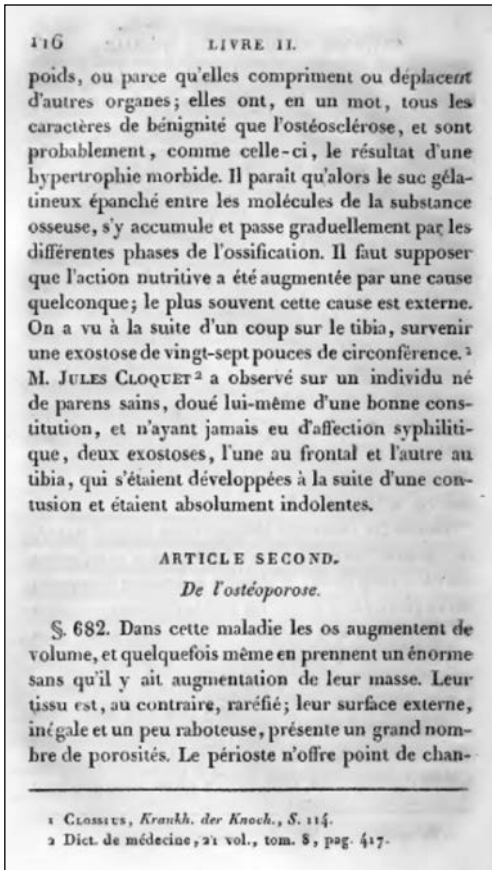 116 LIVRE II.
poids, ou parce qu'elles compriment ou déplacent
d'autres organes; elles ont, en un mot, tous les
caractères de bénignité que l'ostéosclérose, et sont
probablement, comme celle-ci, le résultat d'une
hypertrophie morbide. Il parait qu'alors le suc géla-
tineux épanché entre les molécules de la substance
osseuse, s'y accumule et passe graduellement par les
différentes phases de l'ossification. Il faut supposer
que l'action nutritive a été augmentée par une cause
quelconque; le plus souvent cette cause est externe.
On a vu à la suite d'un coup sur le tibia, survenir
une exostose de vingt-sept pouces de circonférence.¹
M. JULES CLOQUET² a observé sur un individu né
de parens sains, doué lui-même d'une bonne cons-
titution, et n'ayant jamais eu d'affection syphiliti-
que, deux exostoses, l'une au frontal et l'autre au
tibia, qui s'étaient développées à la suite d'une con-
tusion et étaient absolument indolentes.
ARTICLE SECOND.
De l'ostéoporose.
§. 682. Dans cette maladie les os augmentent de
volume, et quelquefois même en prennent un énorme
sans qu'il y ait augmentation de leur masse. Leur
tissu est, au contraire, raréfié; leur surface externe,
inégale et un peu raboteuse, présente un grand nom-
bre de porosités. Le périoste n'offre point de chan-
1 CLOSSIUS, Krankh. der Knoch., S. 114.
2 Dict. de médecine, 21 vol., tom. 8, pag. 417.